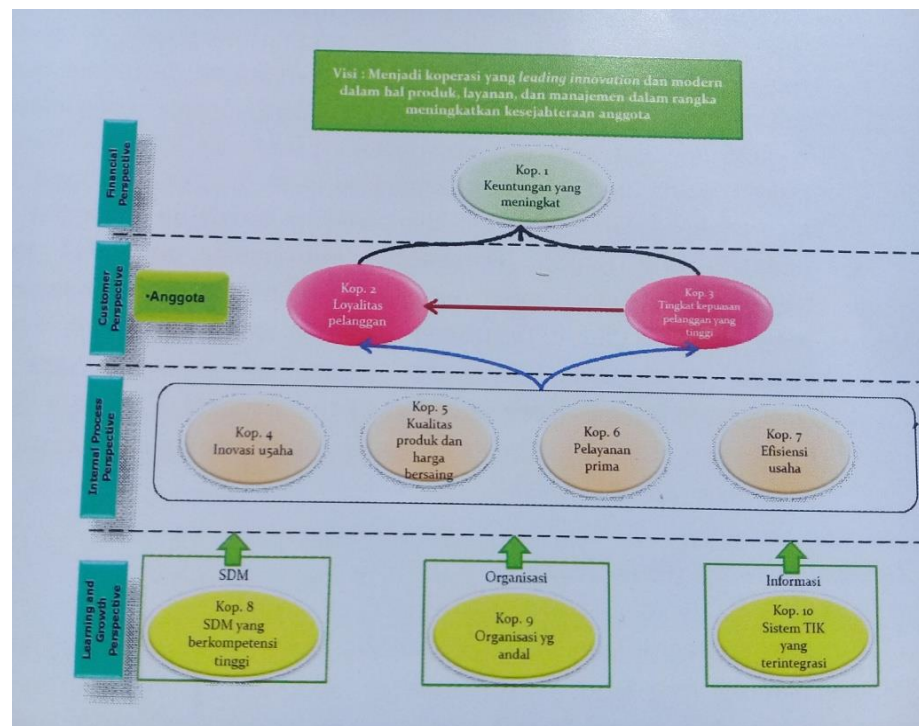 Visi : Menjadi koperasi yang leading innovation dan modern
dalam hal produk, layanan, dan manajemen dalam rangka
meningkatkan kesejahteraan anggota
Financial
Perspective
Kop. 1
Keuntungan yang
meningkat
Customer
Perspective
•Anggota
Kop. 2
Loyalitas
pelanggan
Kop. 3
Tingkat kepuasan
pelanggan yang
tinggi
Internal Process
Perspective
Kop. 4
Inovasi u5aha
Kop. 5
Kualitas
produk dan
harga
bersaing
Kop. 6
Pelayanan
prima
Kop. 7
Efisiensi
usaha
Learning and
Growth
Perspective
SDM
Kop. 8
SDM yang
berkompetensi
tinggi
Organisasi
Kop. 9
Organisasi yg
andal
Informasi
Kop. 10
Sistem TIK
yang
terintegrasi